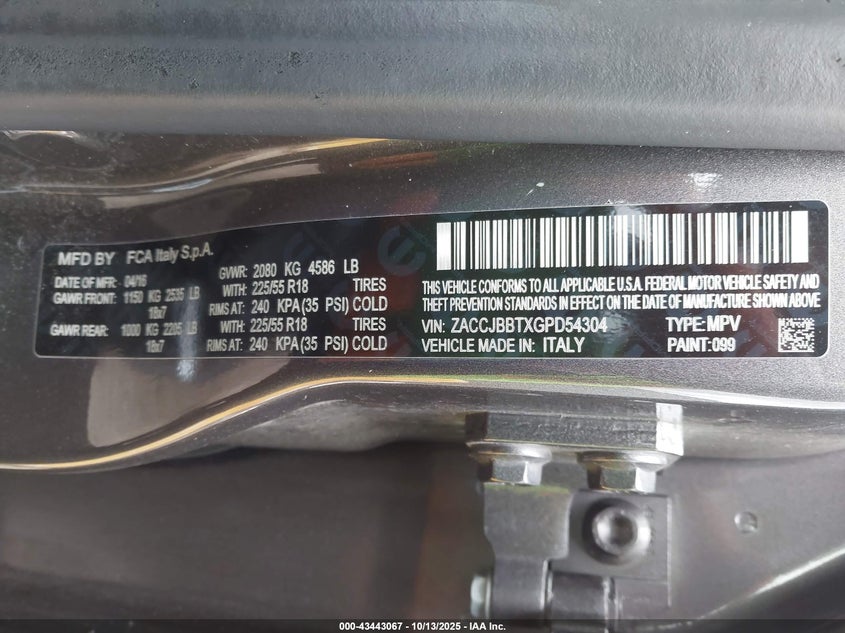 MFD BY FCA Italy S.p.A.
DATE OF MFR: 04/16 GVWR: 2080 KG 4586 LB
GAWR FRONT: 1150 KG 2535 LB WITH: 225/55 R18 TIRES
18x7 RIMS AT: 240 KPA(35 PSI) COLD
GAWR REAR: 1000 KG 2205 LB WITH: 225/55 R18 TIRES
18x7 RIMS AT: 240 KPA(35 PSI) COLD
THIS VEHICLE CONFORMS TO ALL APPLICABLE U.S.A. FEDERAL MOTOR VEHICLE SAFETY AND
THEFT PREVENTION STANDARDS IN EFFECT ON THE DATE OF MANUFACTURE SHOWN ABOVE
VIN: ZACCJBBTXGPD54304 TYPE: MPV
VEHICLE MADE IN: ITALY PAINT: 099
000-43443067 - 10/13/2025 - IAA Inc.